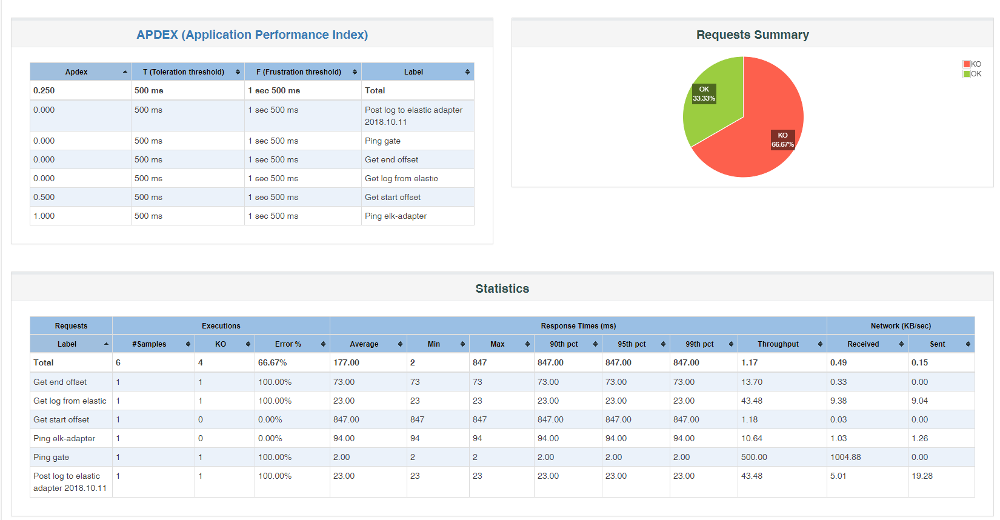 APDEX (Application Performance Index)
Apdex T (Toleration threshold) F (Frustration threshold) Label
0.250 500 ms 1 sec 500 ms Total
0.000 500 ms 1 sec 500 ms Post log to elastic adapter
2018.10.11
0.000 500 ms 1 sec 500 ms Ping gate
0.000 500 ms 1 sec 500 ms Get end offset
0.000 500 ms 1 sec 500 ms Get log from elastic
0.500 500 ms 1 sec 500 ms Get start offset
1.000 500 ms 1 sec 500 ms Ping elk-adapter
Requests Summary
KO
OK
OK
33.33%
KO
66.67%
Statistics
Requests Executions Response Times (ms) Network (KB/sec)
Label #Samples KO Error % Average Min Max 90th pct 95th pct 99th pct Throughput Received Sent
Total 6 4 66.67% 177.00 2 847 847.00 847.00 847.00 1.17 0.49 0.15
Get end offset 1 1 100.00% 73.00 73 73 73.00 73.00 73.00 13.70 0.33 0.00
Get log from elastic 1 1 100.00% 23.00 23 23 23.00 23.00 23.00 43.48 9.38 9.04
Get start offset 1 0 0.00% 847.00 847 847 847.00 847.00 847.00 1.18 0.03 0.00
Ping elk-adapter 1 0 0.00% 94.00 94 94 94.00 94.00 94.00 10.64 1.03 1.26
Ping gate 1 1 100.00% 2.00 2 2 2.00 2.00 2.00 500.00 1004.88 0.00
Post log to elastic 1 1 100.00% 23.00 23 23 23.00 23.00 23.00 43.48 5.01 19.28
adapter 2018.10.11